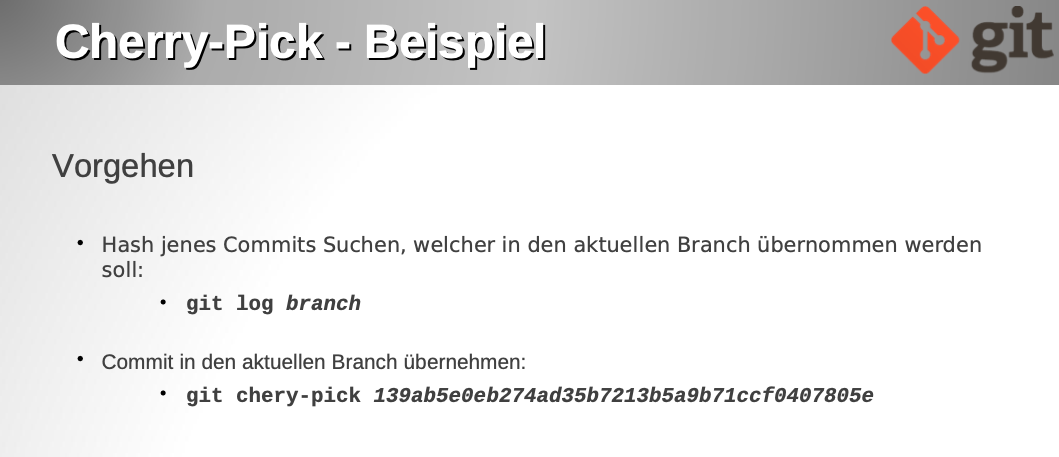 Cherry-Pick - Beispiel
git
Vorgehen
• Hash jenes Commits Suchen, welcher in den aktuellen Branch übernommen werden
soll:
• git log branch
• Commit in den aktuellen Branch übernehmen:
• git chery-pick 139ab5e0eb274ad35b7213b5a9b71ccf0407805e